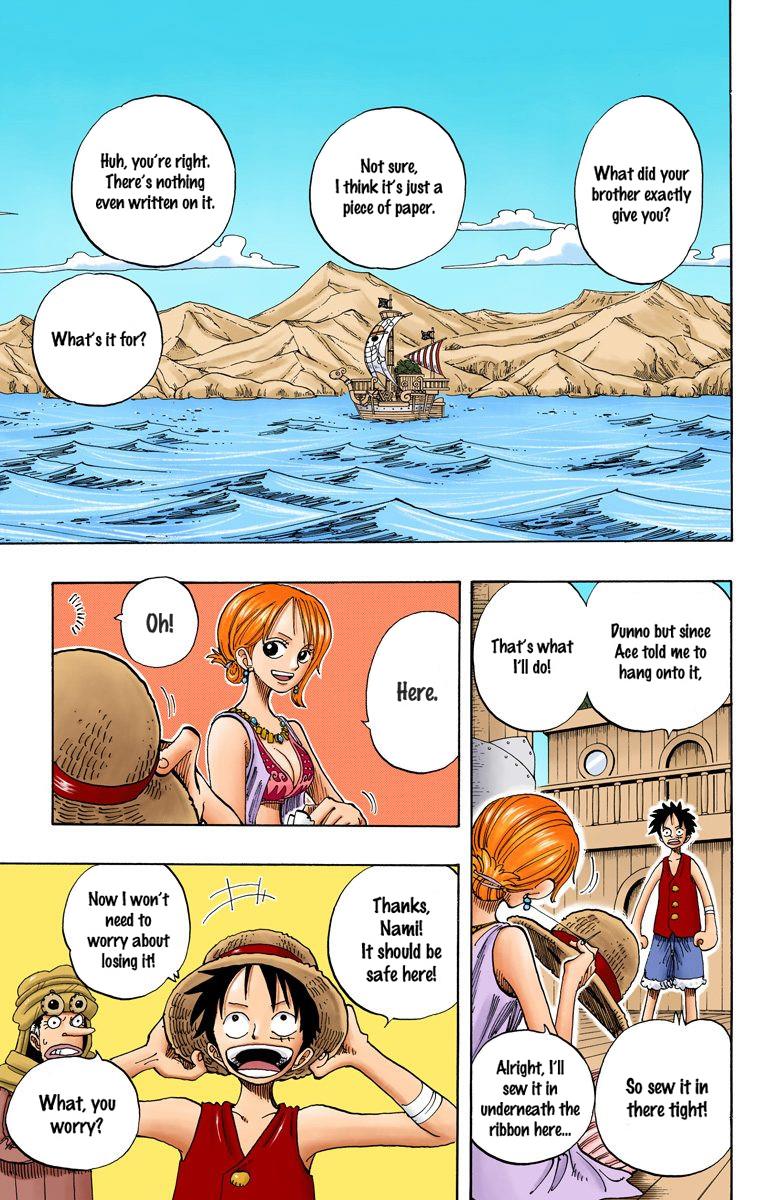 What did your
brother exactly
give you?
Not sure,
I think it's just a
piece of paper.
Huh, you're right.
There's nothing
even written on it.
What's it for?
Dunno but since
Ace told me to
hang onto it,
That's what
I'll do!
So sew it in
there tight!
Alright, I'll
sew it in
underneath the
ribbon here...
Here.
Oh!
Thanks,
Nami!
It should be
safe here!
Now I won't
need to
worry about
losing it!
What, you
worry?